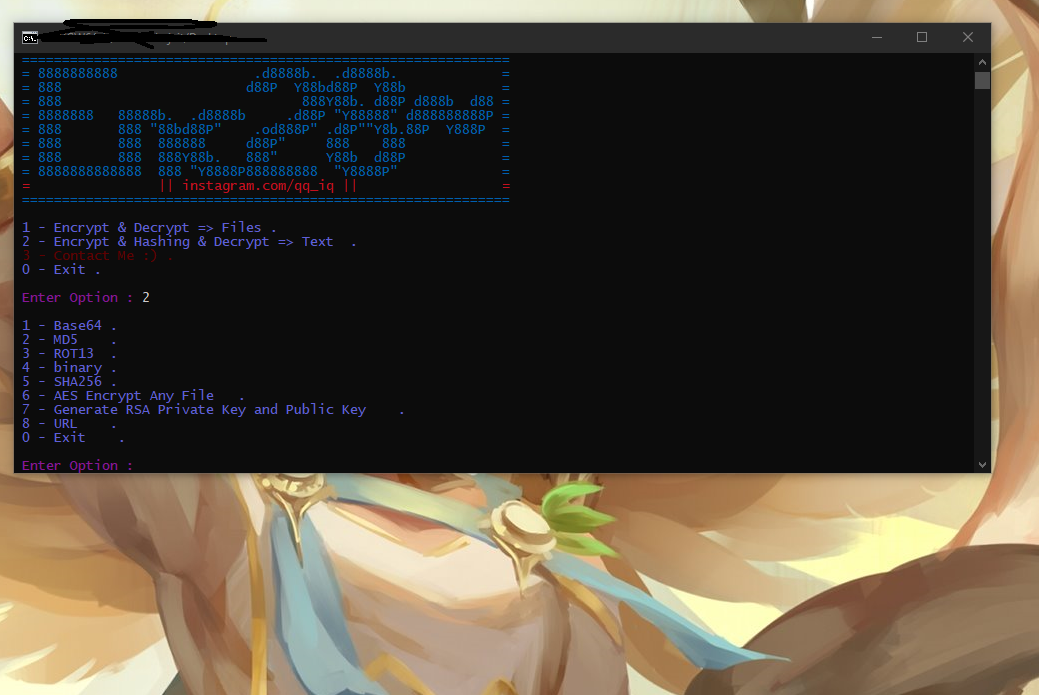 ===========================================================
= 8888888888                 .d8888b.  .d8888b.             =
= 888                       d88P  Y88bd88P  Y88b            =
= 888                              888Y88b. d88P d888b  d88 =
= 8888888   88888b.  .d8888b     .d88P "Y88888" d888888888P =
= 888       888 "88bd88P"    .od888P" .d8P""Y8b.88P  Y888P  =
= 888       888  888888     d88P"     888    888            =
= 888       888  888Y88b.   888"      Y88b  d88P            =
= 8888888888888  888 "Y8888P888888888  "Y8888P"             =
=                || instagram.com/qq_iq ||                  =
===========================================================
1 - Encrypt & Decrypt => Files .
2 - Encrypt & Hashing & Decrypt => Text  .
3 - Contact Me :) .
0 - Exit .
Enter Option : 2
1 - Base64 .
2 - MD5    .
3 - ROT13  .
4 - binary .
5 - SHA256 .
6 - AES Encrypt Any File   .
7 - Generate RSA Private Key and Public Key    .
8 - URL    .
0 - Exit    .
Enter Option :